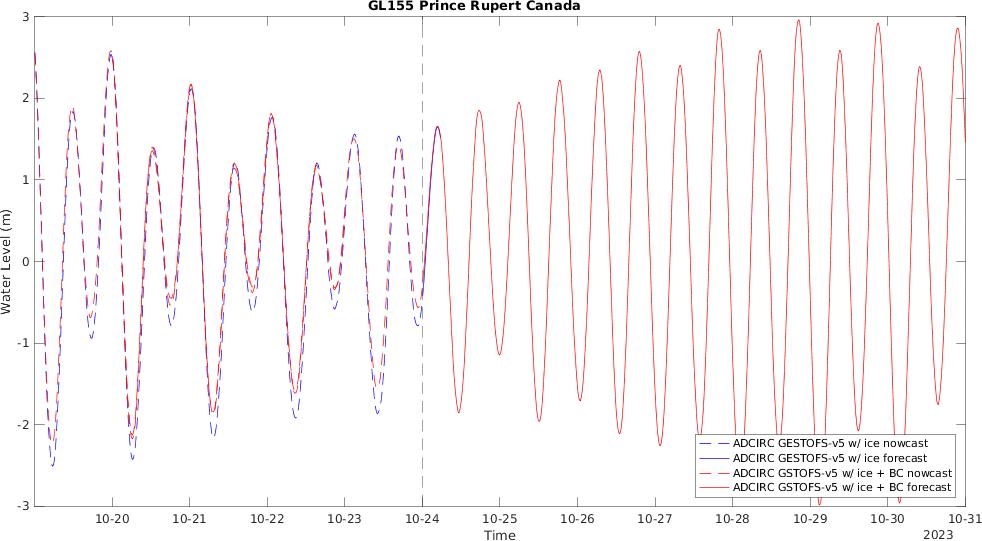 GL155 Prince Rupert Canada
3
2
1
0
-1
-2
-3
Water Level (m)
ADCIRC GESTOFS-v5 w/ ice nowcast
ADCIRC GESTOFS-v5 w/ ice forecast
ADCIRC GSTOFS-v5 w/ ice + BC nowcast
ADCIRC GSTOFS-v5 w/ ice + BC forecast
10-20 10-21 10-22 10-23 10-24 10-25 10-26 10-27 10-28 10-29 10-30 10-31
Time 2023